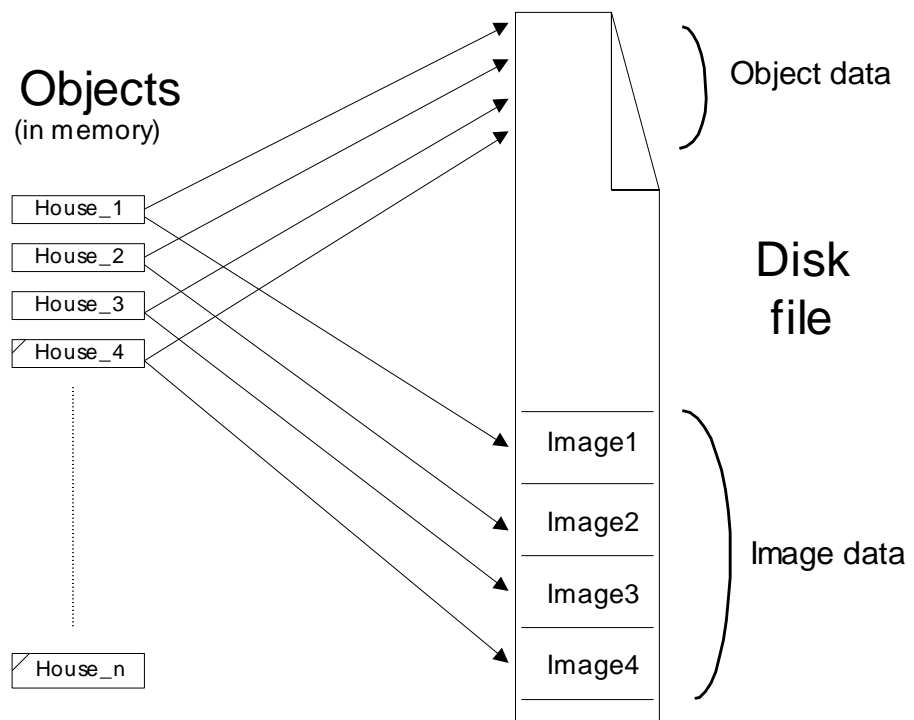 Objects
(in memory)
House_1
House_2
House_3
House_4
House_n
Object data
Disk
file
Image1
Image2
Image3
Image4
Image data